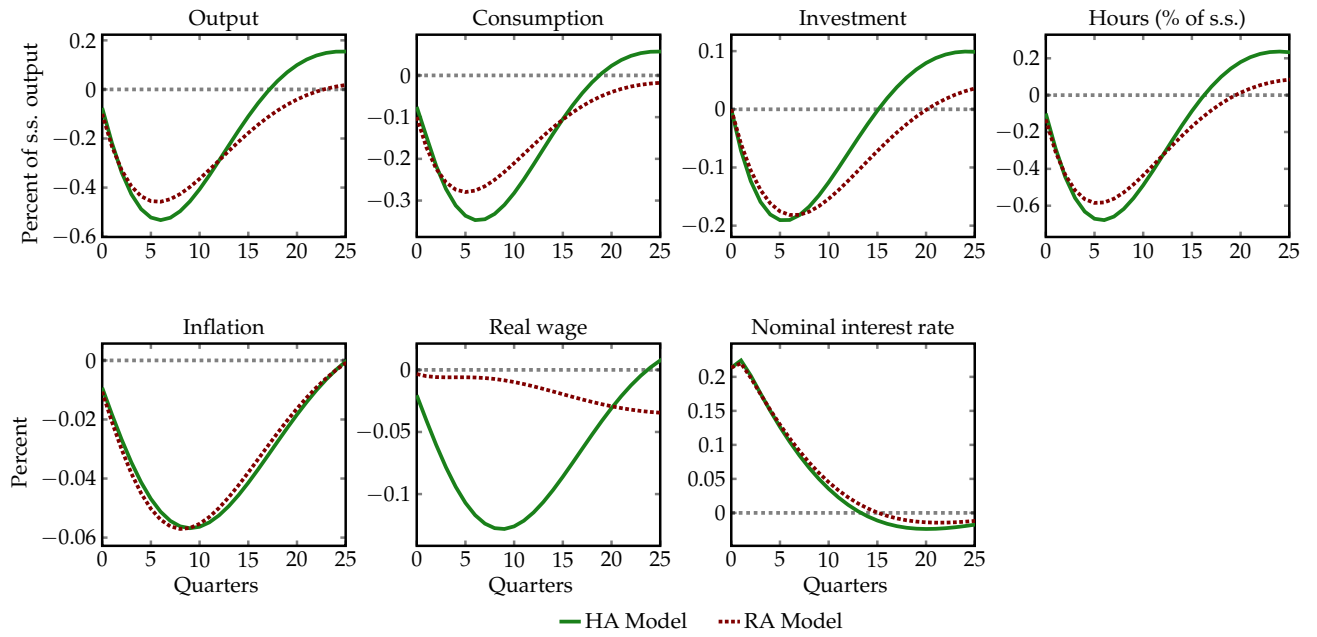 Output
Consumption
Investment
Hours (% of s.s.)
Percent of s.s. output
0.2
0
−0.2
−0.4
−0.6
0 5 10 15 20 25
0
−0.1
−0.2
−0.3
0 5 10 15 20 25
0.1
0
−0.1
−0.2
0 5 10 15 20 25
0.2
0
−0.2
−0.4
−0.6
0 5 10 15 20 25
Inflation
Real wage
Nominal interest rate
Percent
0
−0.02
−0.04
−0.06
0 5 10 15 20 25
Quarters
0
−0.05
−0.1
0 5 10 15 20 25
Quarters
0.2
0.15
0.1
0.05
0
0 5 10 15 20 25
Quarters
HA Model RA Model